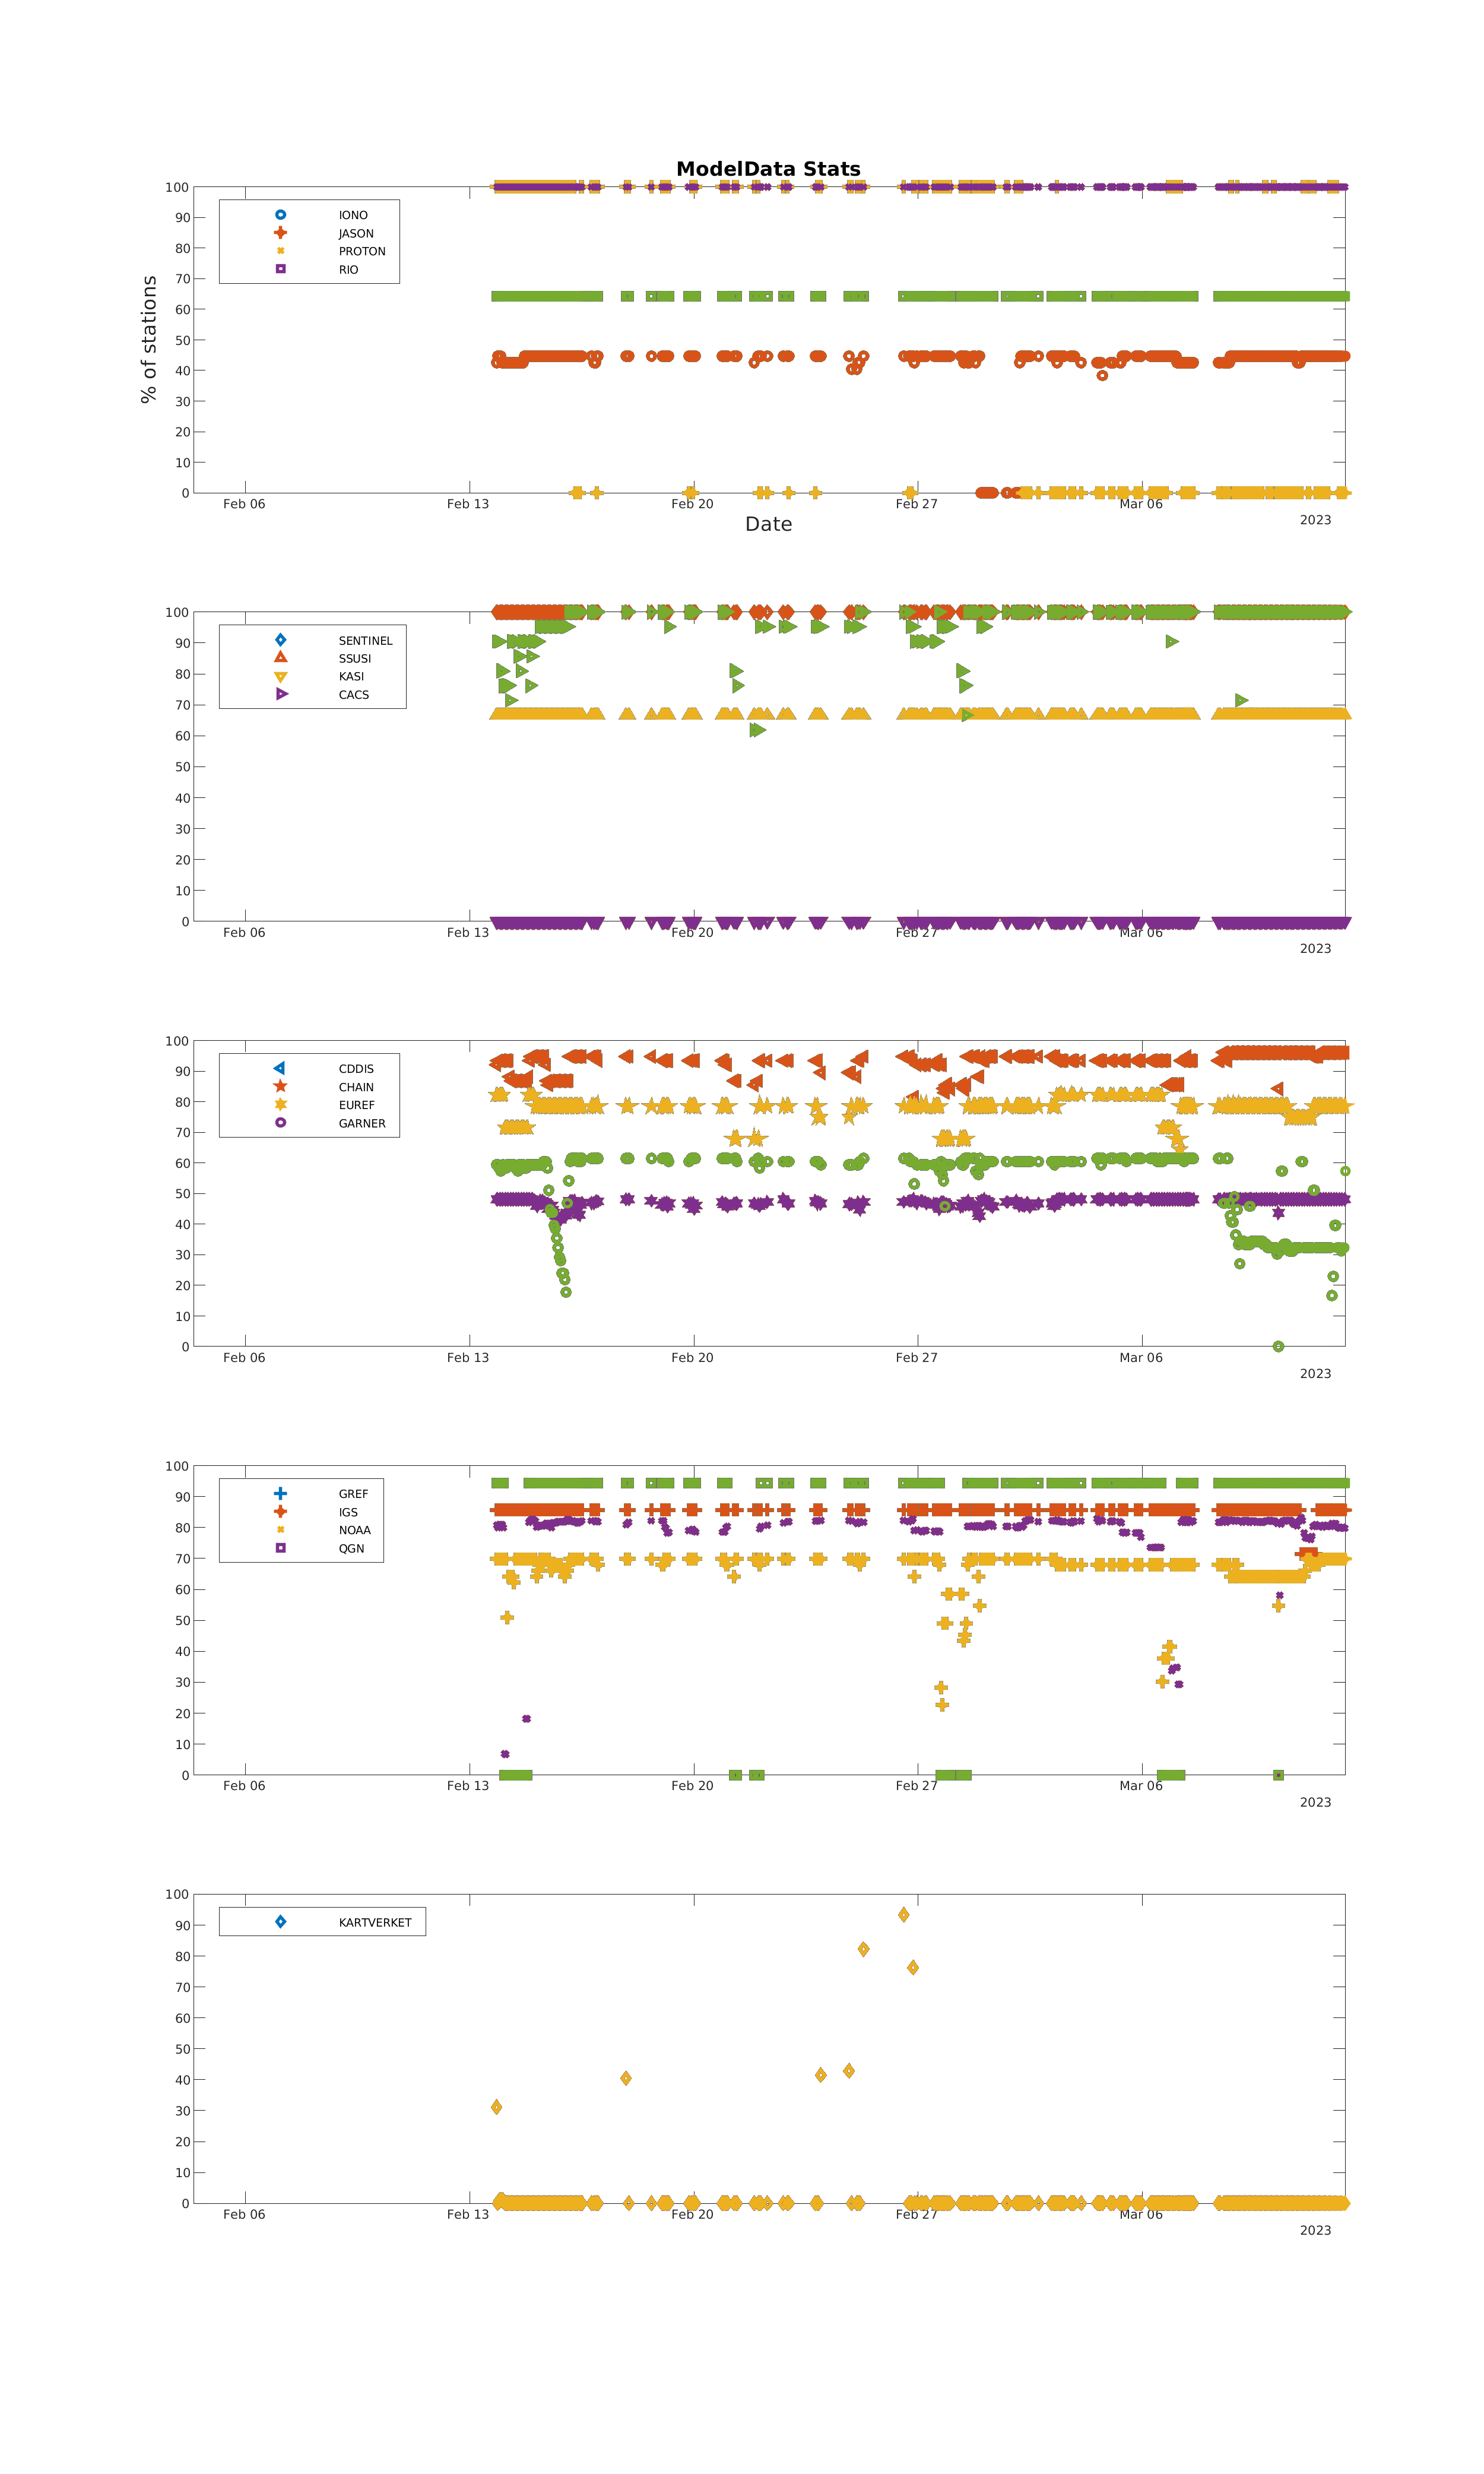 ModelData Stats
100
90
80
70
60
50
40
30
20
10
0
% of stations
IONO
JASON
PROTON
RIO
Feb 06
Feb 13
Feb 20
Feb 27
Mar 06
2023
Date
100
90
80
70
60
50
40
30
20
10
0
SENTINEL
SSUSI
KASI
CACS
Feb 06
Feb 13
Feb 20
Feb 27
Mar 06
2023
100
90
80
70
60
50
40
30
20
10
0
CDDIS
CHAIN
EUREF
GARNER
Feb 06
Feb 13
Feb 20
Feb 27
Mar 06
2023
100
90
80
70
60
50
40
30
20
10
0
GREF
IGS
NOAA
QGN
Feb 06
Feb 13
Feb 20
Feb 27
Mar 06
2023
100
90
80
70
60
50
40
30
20
10
0
KARTVERKET
Feb 06
Feb 13
Feb 20
Feb 27
Mar 06
2023